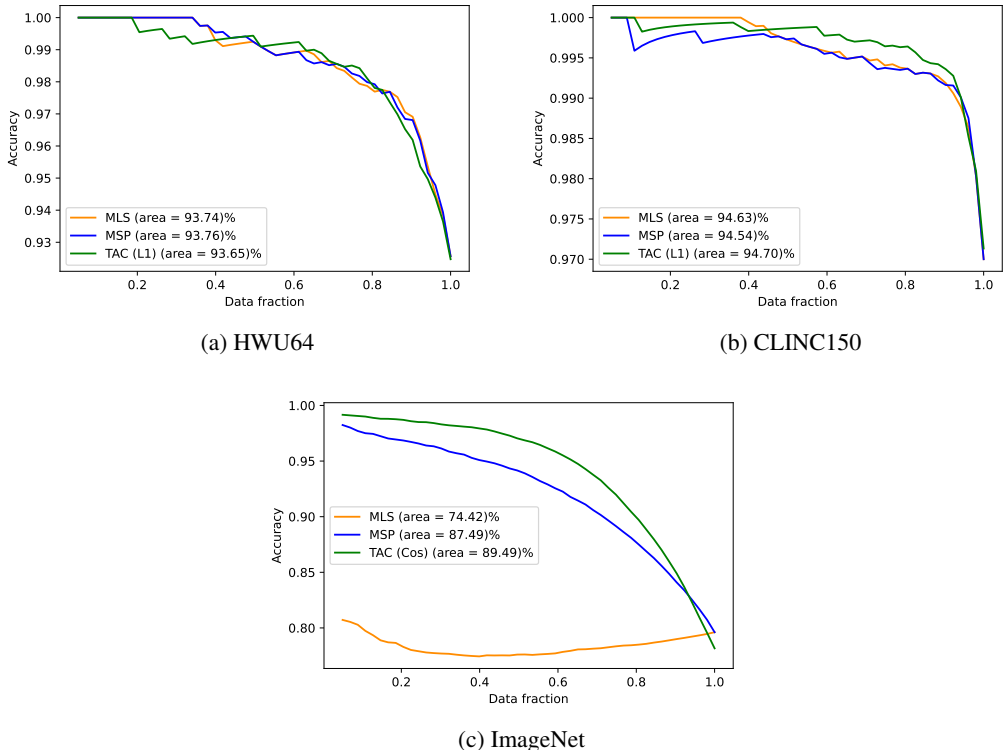 1.00
0.99
0.98
0.97
0.96
0.95
0.94
0.93
Accuracy
MLS (area = 93.74)%
MSP (area = 93.76)%
TAC (L1) (area = 93.65)%
0.2 0.4 0.6 0.8 1.0
Data fraction
(a) HWU64
1.000
0.995
0.990
0.985
0.980
0.975
0.970
Accuracy
MLS (area = 94.63)%
MSP (area = 94.54)%
TAC (L1) (area = 94.70)%
0.2 0.4 0.6 0.8 1.0
Data fraction
(b) CLINC150
1.00
0.95
0.90
0.85
0.80
Accuracy
MLS (area = 74.42)%
MSP (area = 87.49)%
TAC (Cos) (area = 89.49)%
0.2 0.4 0.6 0.8 1.0
Data fraction
(c) ImageNet